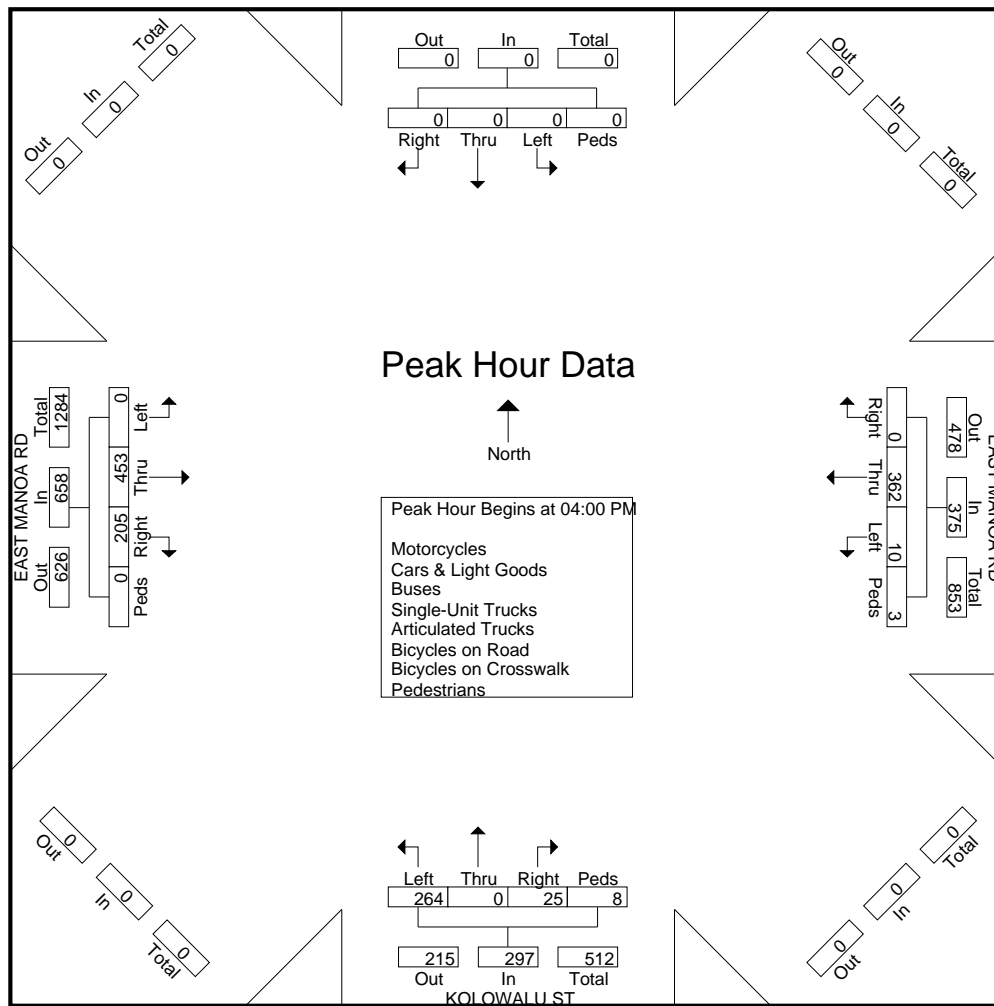 Out In Total
0 0 0
0 0 0 0
Right Thru Left Peds
Total
0
In
0
Out
0
Out
0
In
0
Total
0
Peak Hour Data
North
Peak Hour Begins at 04:00 PM
Motorcycles
Cars & Light Goods
Buses
Single-Unit Trucks
Articulated Trucks
Bicycles on Road
Bicycles on Crosswalk
Pedestrians
EAST MANOA RD
Out In Total
626 658 1284
0 205 453 0
Peds Right Thru Left
EAST MANOA RD
Out In Total
478 375 853
0 362 10 3
Right Thru Left Peds
0
Out
0
In
0
Total
0
Total
0
In
0
Out
Left Thru Right Peds
264 0 25 8
215 297 512
Out In Total
KOLOWALU ST